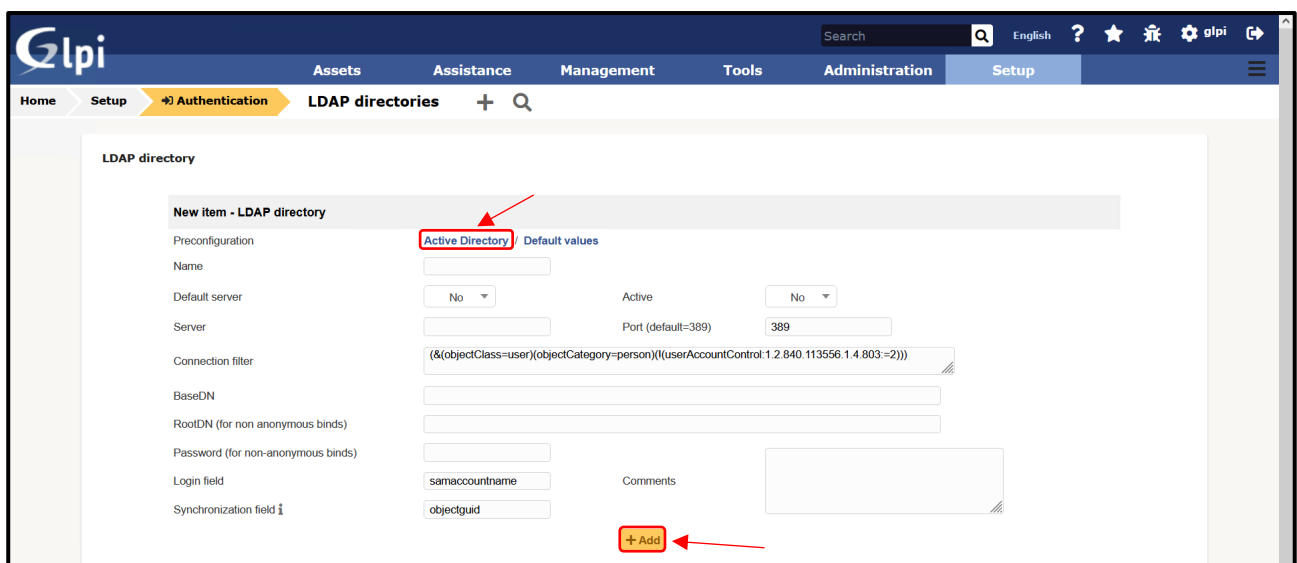 Glpi
Search English ? glpi
Assets Assistance Management Tools Administration Setup
Home Setup Authentication LDAP directories
LDAP directory
New item - LDAP directory
Preconfiguration Active Directory / Default values
Name
Default server No Active No
Server Port (default=389) 389
Connection filter (&(objectClass=user)(objectCategory=person)(!(userAccountControl:1.2.840.113556.1.4.803:=2)))
BaseDN
RootDN (for non anonymous binds)
Password (for non-anonymous binds)
Login field samaccountname Comments
Synchronization field i objectguid
+ Add